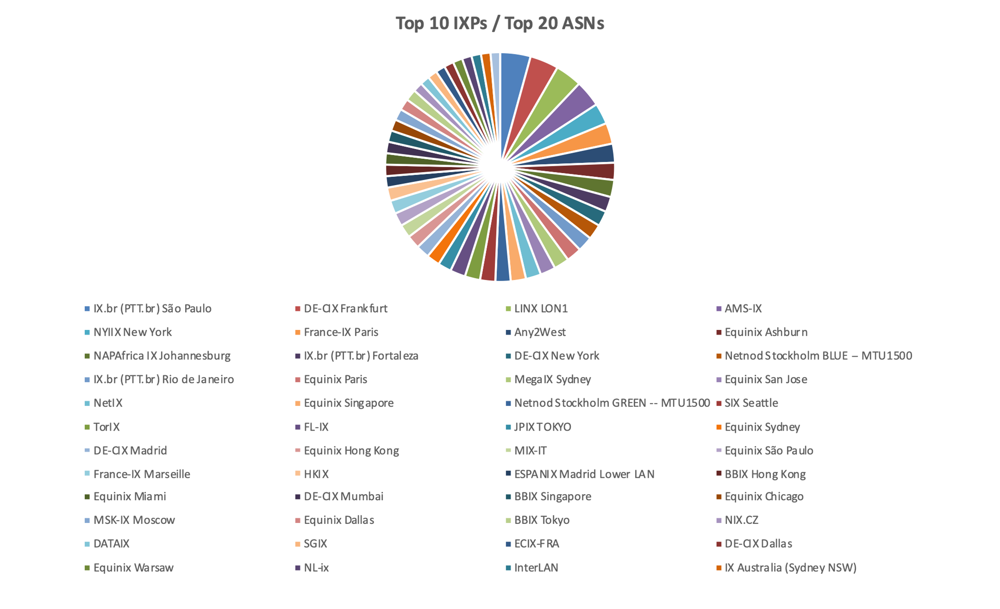 Top 10 IXPs / Top 20 ASNs
IX.br (PTT.br) São Paulo
DE-CIX Frankfurt
LINX LON1
AMS-IX
NYIIX New York
France-IX Paris
Any2West
Equinix Ashburn
NAPAfrica IX Johannesburg
IX.br (PTT.br) Fortaleza
DE-CIX New York
Netnod Stockholm BLUE – MTU1500
IX.br (PTT.br) Rio de Janeiro
Equinix Paris
MegaIX Sydney
Equinix San Jose
NetIX
Equinix Singapore
Netnod Stockholm GREEN -- MTU1500
SIX Seattle
TorIX
FL-IX
JPIX TOKYO
Equinix Sydney
DE-CIX Madrid
Equinix Hong Kong
MIX-IT
Equinix São Paulo
France-IX Marseille
HKIX
ESPANIX Madrid Lower LAN
BBIX Hong Kong
Equinix Miami
DE-CIX Mumbai
BBIX Singapore
Equinix Chicago
MSK-IX Moscow
Equinix Dallas
BBIX Tokyo
NIX.CZ
DATAIX
SGIX
ECIX-FRA
DE-CIX Dallas
Equinix Warsaw
NL-ix
InterLAN
IX Australia (Sydney NSW)